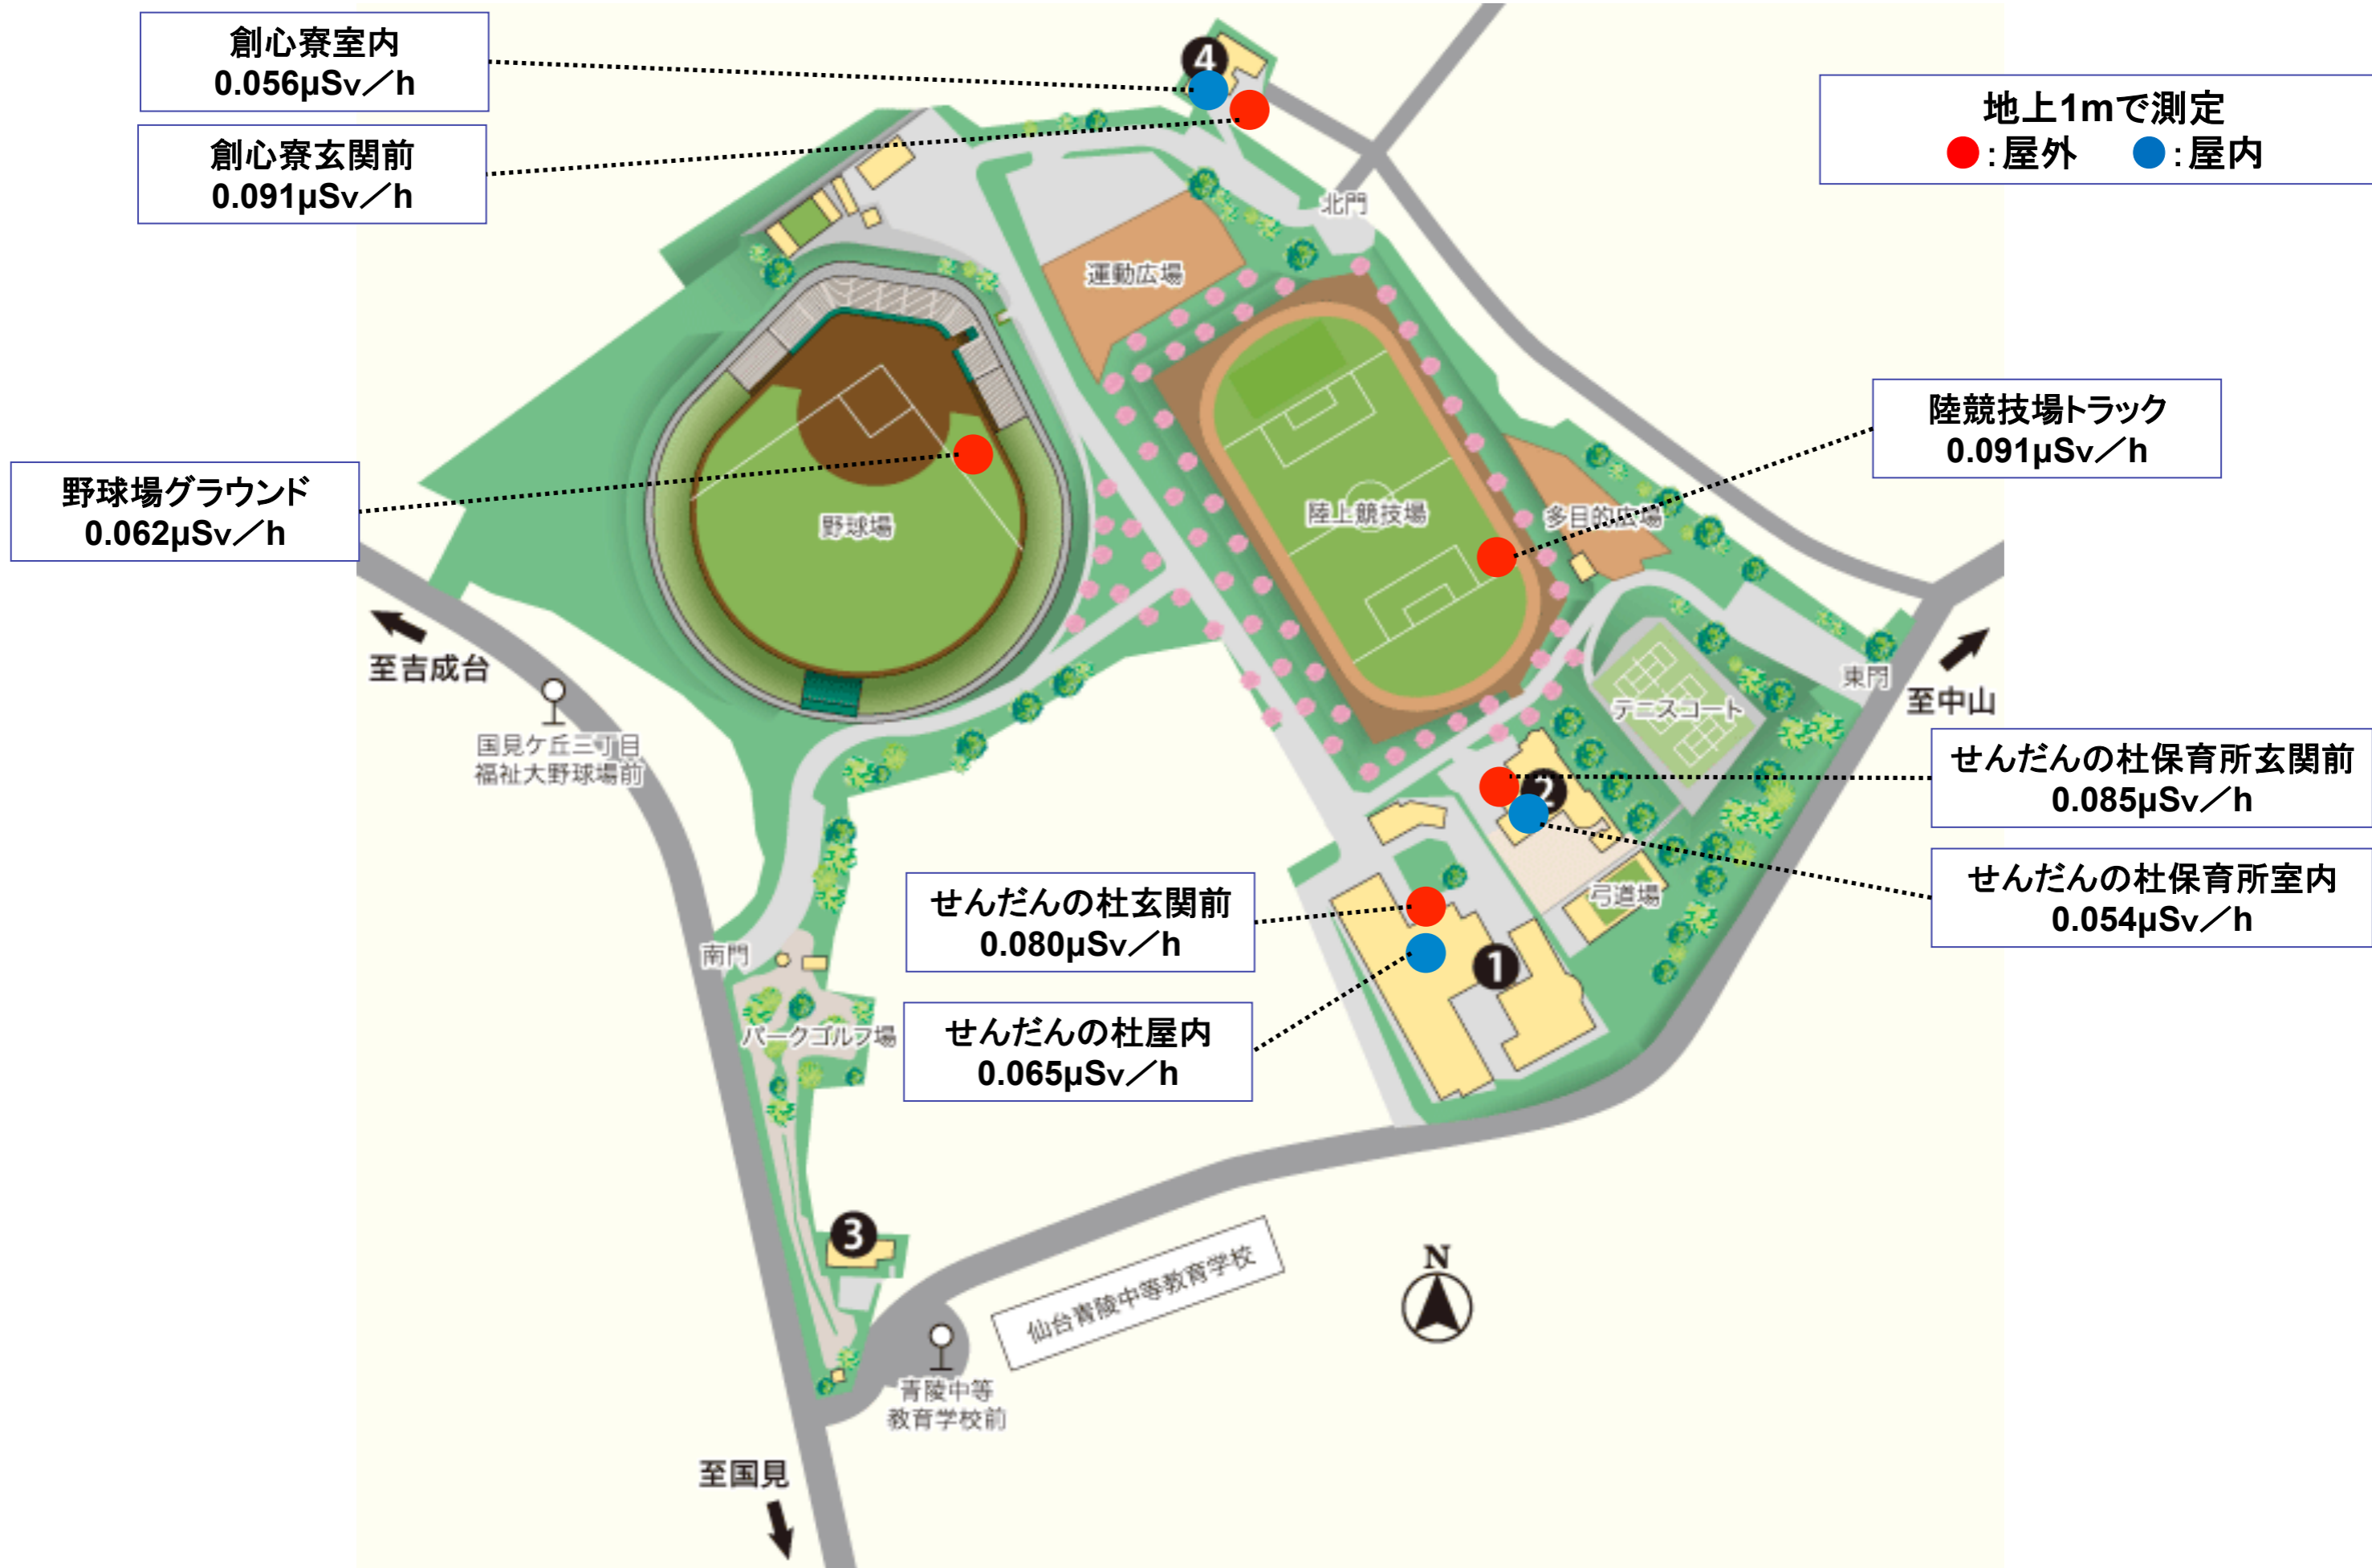 創心寮室内
0.056μSv／h
創心寮玄関前
0.091μSv／h
地上1mで測定
●：屋外　●：屋内
4
北門
運動広場
陸競技場トラック
0.091μSv／h
野球場グラウンド
0.062μSv／h
野球場
陸上競技場
多目的広場
至吉成台
東門
至中山
テニスコート
国見ケ丘三丁目
福祉大野球場前
せんだんの杜保育所玄関前
0.085μSv／h
2
せんだんの杜保育所室内
0.054μSv／h
弓道場
せんだんの杜玄関前
0.080μSv／h
南門
1
せんだんの杜屋内
0.065μSv／h
パークゴルフ場
3
仙台青陵中等教育学校
N
青陵中等
教育学校前
至国見